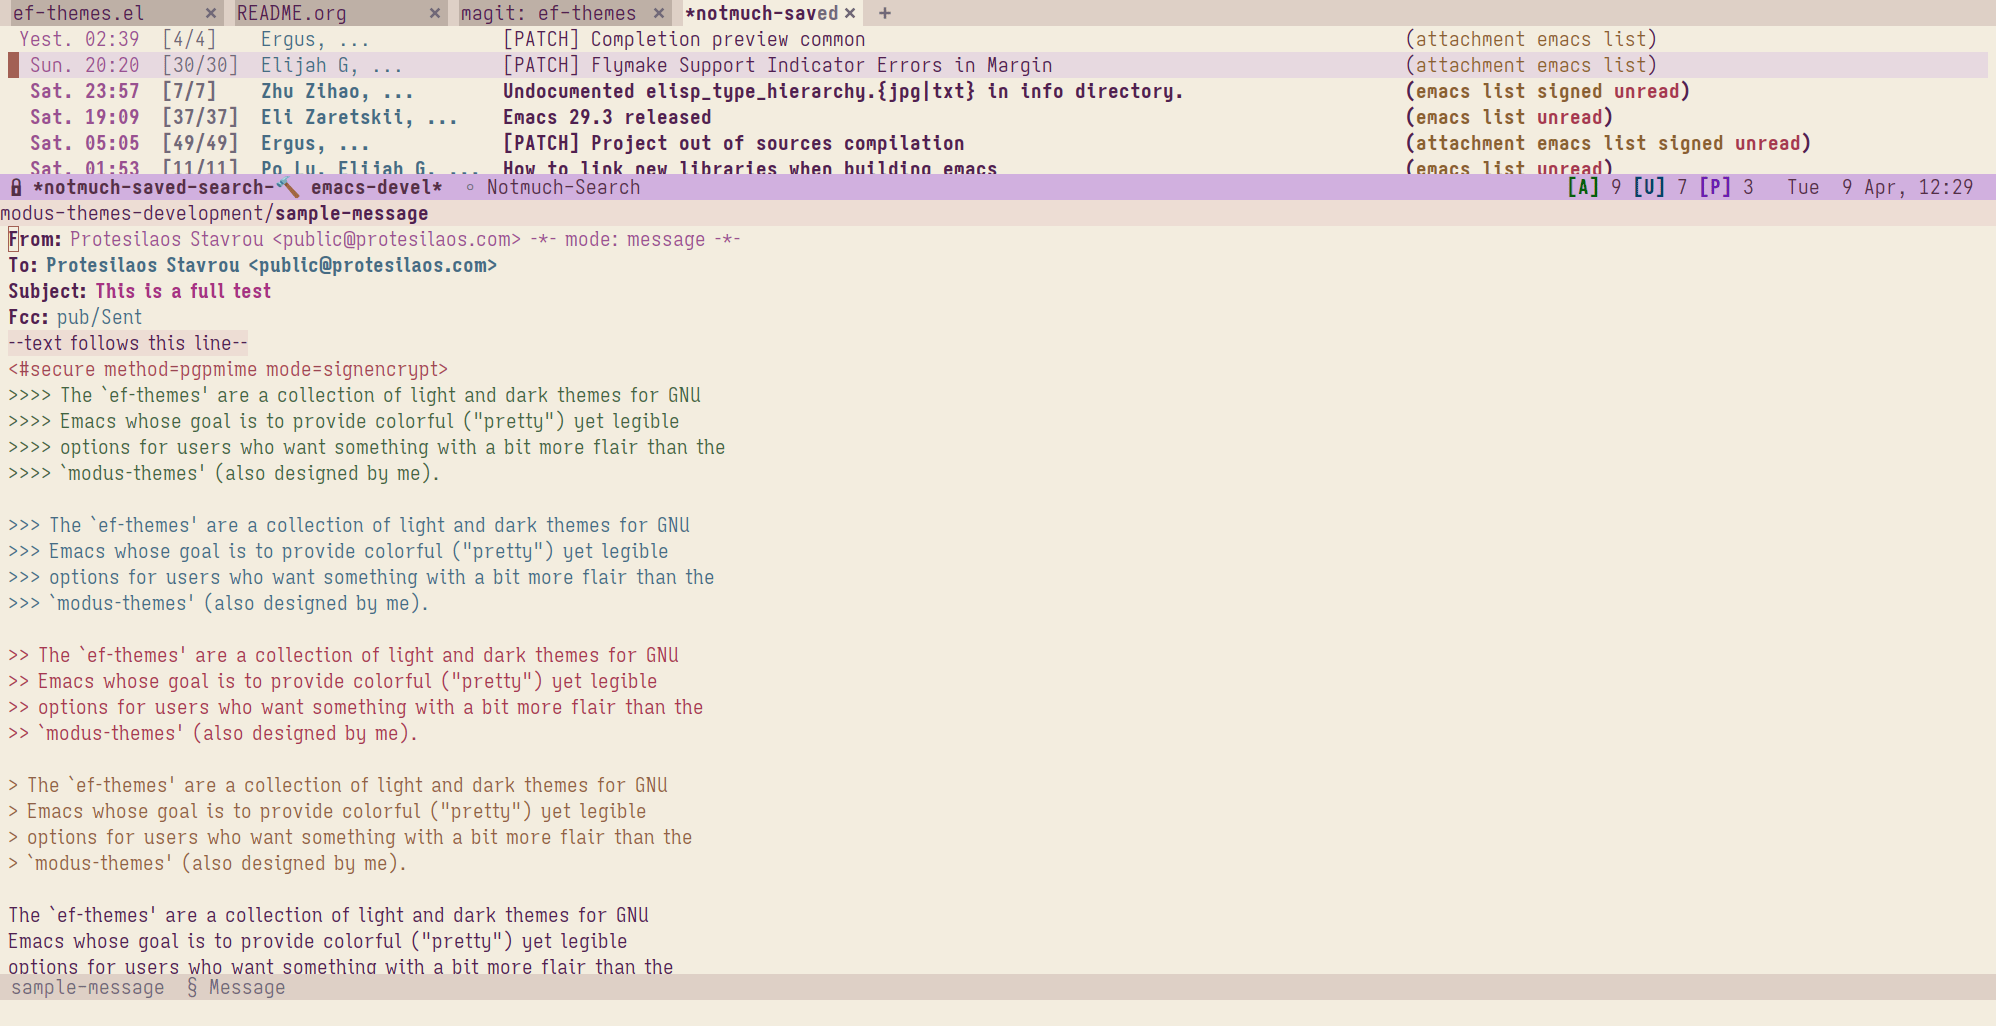 ef-themes.el × README.org × magit: ef-themes × *notmuch-saved × +
Yest. 02:39 [4/4] Ergus, ... [PATCH] Completion preview common (attachment emacs list)
Sun. 20:20 [30/30] Elijah G, ... [PATCH] Flymake Support Indicator Errors in Margin (attachment emacs list)
Sat. 23:57 [7/7] Zhu Zihao, ... Undocumented elisp_type_hierarchy.{jpg|txt} in info directory. (emacs list signed unread)
Sat. 19:09 [37/37] Eli Zaretskii, ... Emacs 29.3 released (emacs list unread)
Sat. 05:05 [49/49] Ergus, ... [PATCH] Project out of sources compilation (attachment emacs list signed unread)
Sat. 01:53 [11/11] Po Lu, Elijah G, ... How to link new libraries when building emacs (emacs list unread)
*notmuch-saved-search-🔨 emacs-devel* ◦ Notmuch-Search [A] 9 [U] 7 [P] 3 Tue 9 Apr, 12:29
modus-themes-development/sample-message
From: Protesilaos Stavrou <public@protesilaos.com> -*- mode: message -*-
To: Protesilaos Stavrou <public@protesilaos.com>
Subject: This is a full test
Fcc: pub/Sent
--text follows this line--
<#secure method=pgpmime mode=signencrypt>
>>>> The `ef-themes' are a collection of light and dark themes for GNU
>>>> Emacs whose goal is to provide colorful ("pretty") yet legible
>>>> options for users who want something with a bit more flair than the
>>>> `modus-themes' (also designed by me).
>>> The `ef-themes' are a collection of light and dark themes for GNU
>>> Emacs whose goal is to provide colorful ("pretty") yet legible
>>> options for users who want something with a bit more flair than the
>>> `modus-themes' (also designed by me).
>> The `ef-themes' are a collection of light and dark themes for GNU
>> Emacs whose goal is to provide colorful ("pretty") yet legible
>> options for users who want something with a bit more flair than the
>> `modus-themes' (also designed by me).
> The `ef-themes' are a collection of light and dark themes for GNU
> Emacs whose goal is to provide colorful ("pretty") yet legible
> options for users who want something with a bit more flair than the
> `modus-themes' (also designed by me).
The `ef-themes' are a collection of light and dark themes for GNU
Emacs whose goal is to provide colorful ("pretty") yet legible
options for users who want something with a bit more flair than the
sample-message § Message